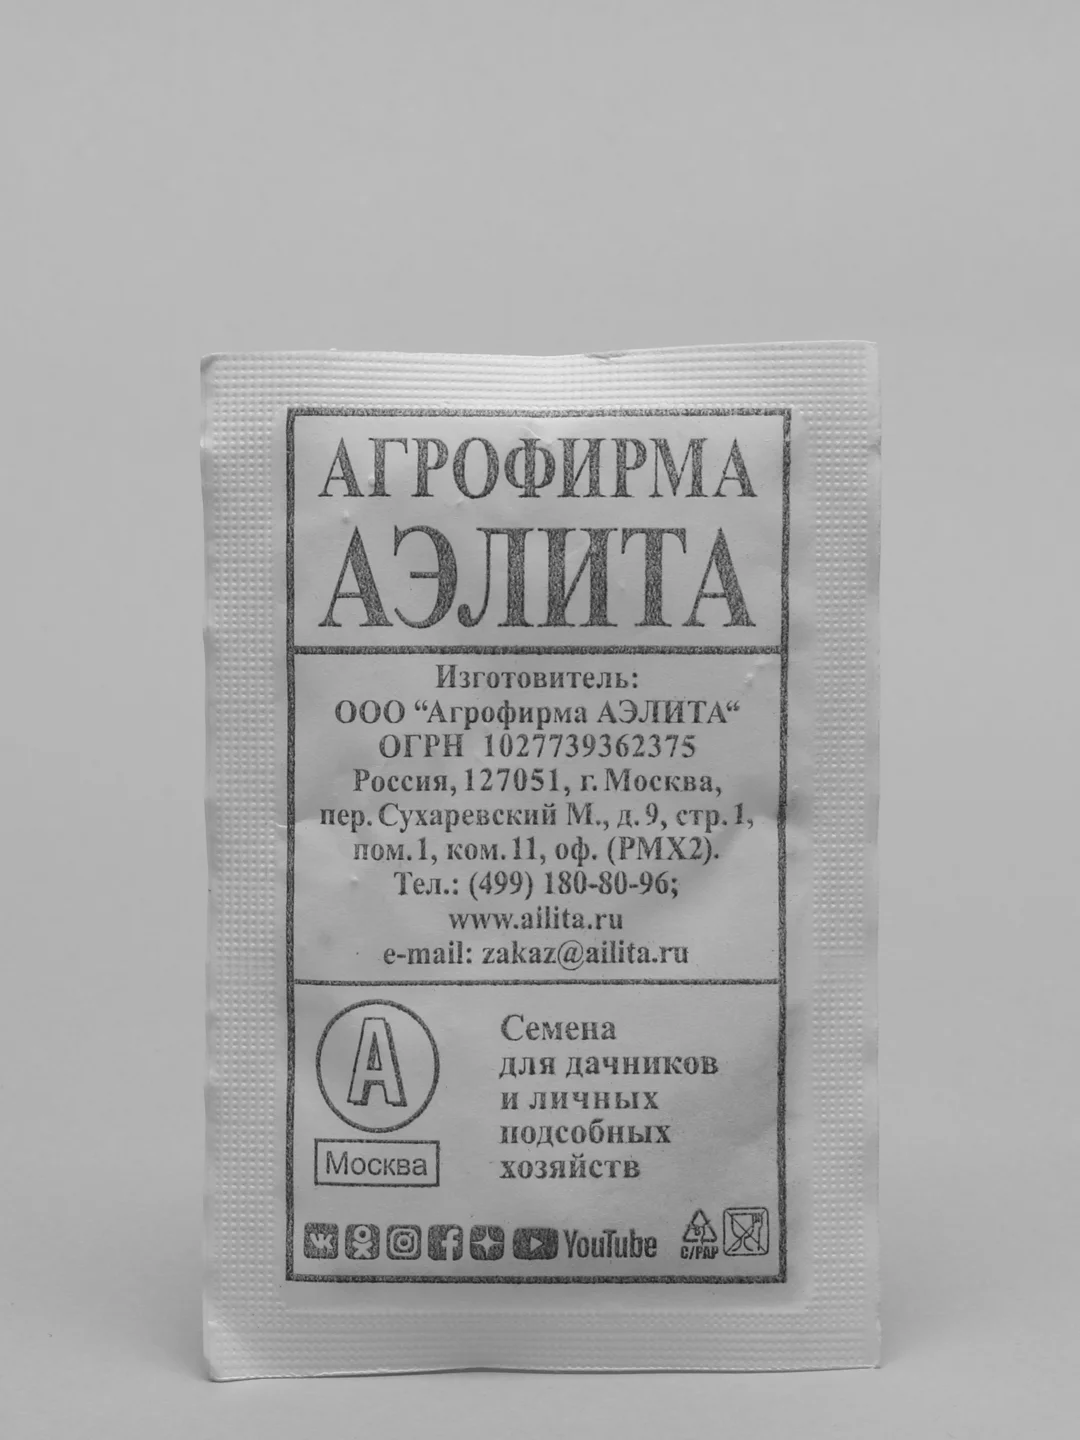 АГРОФИРМА
АЭЛИТА
Изготовитель:
ООО “Агрофирма АЭЛИТА“
ОГРН 1027739362375
Россия, 127051, г. Москва,
пер. Сухаревский М., д. 9, стр. 1,
пом. 1, ком. 11, оф. (РМХ2).
Тел.: (499) 180-80-96;
www.ailita.ru
e-mail: zakaz@ailita.ru
А
Москва
Семена
для дачников
и личных
подсобных
хозяйств
YouTube
81
C/PAP